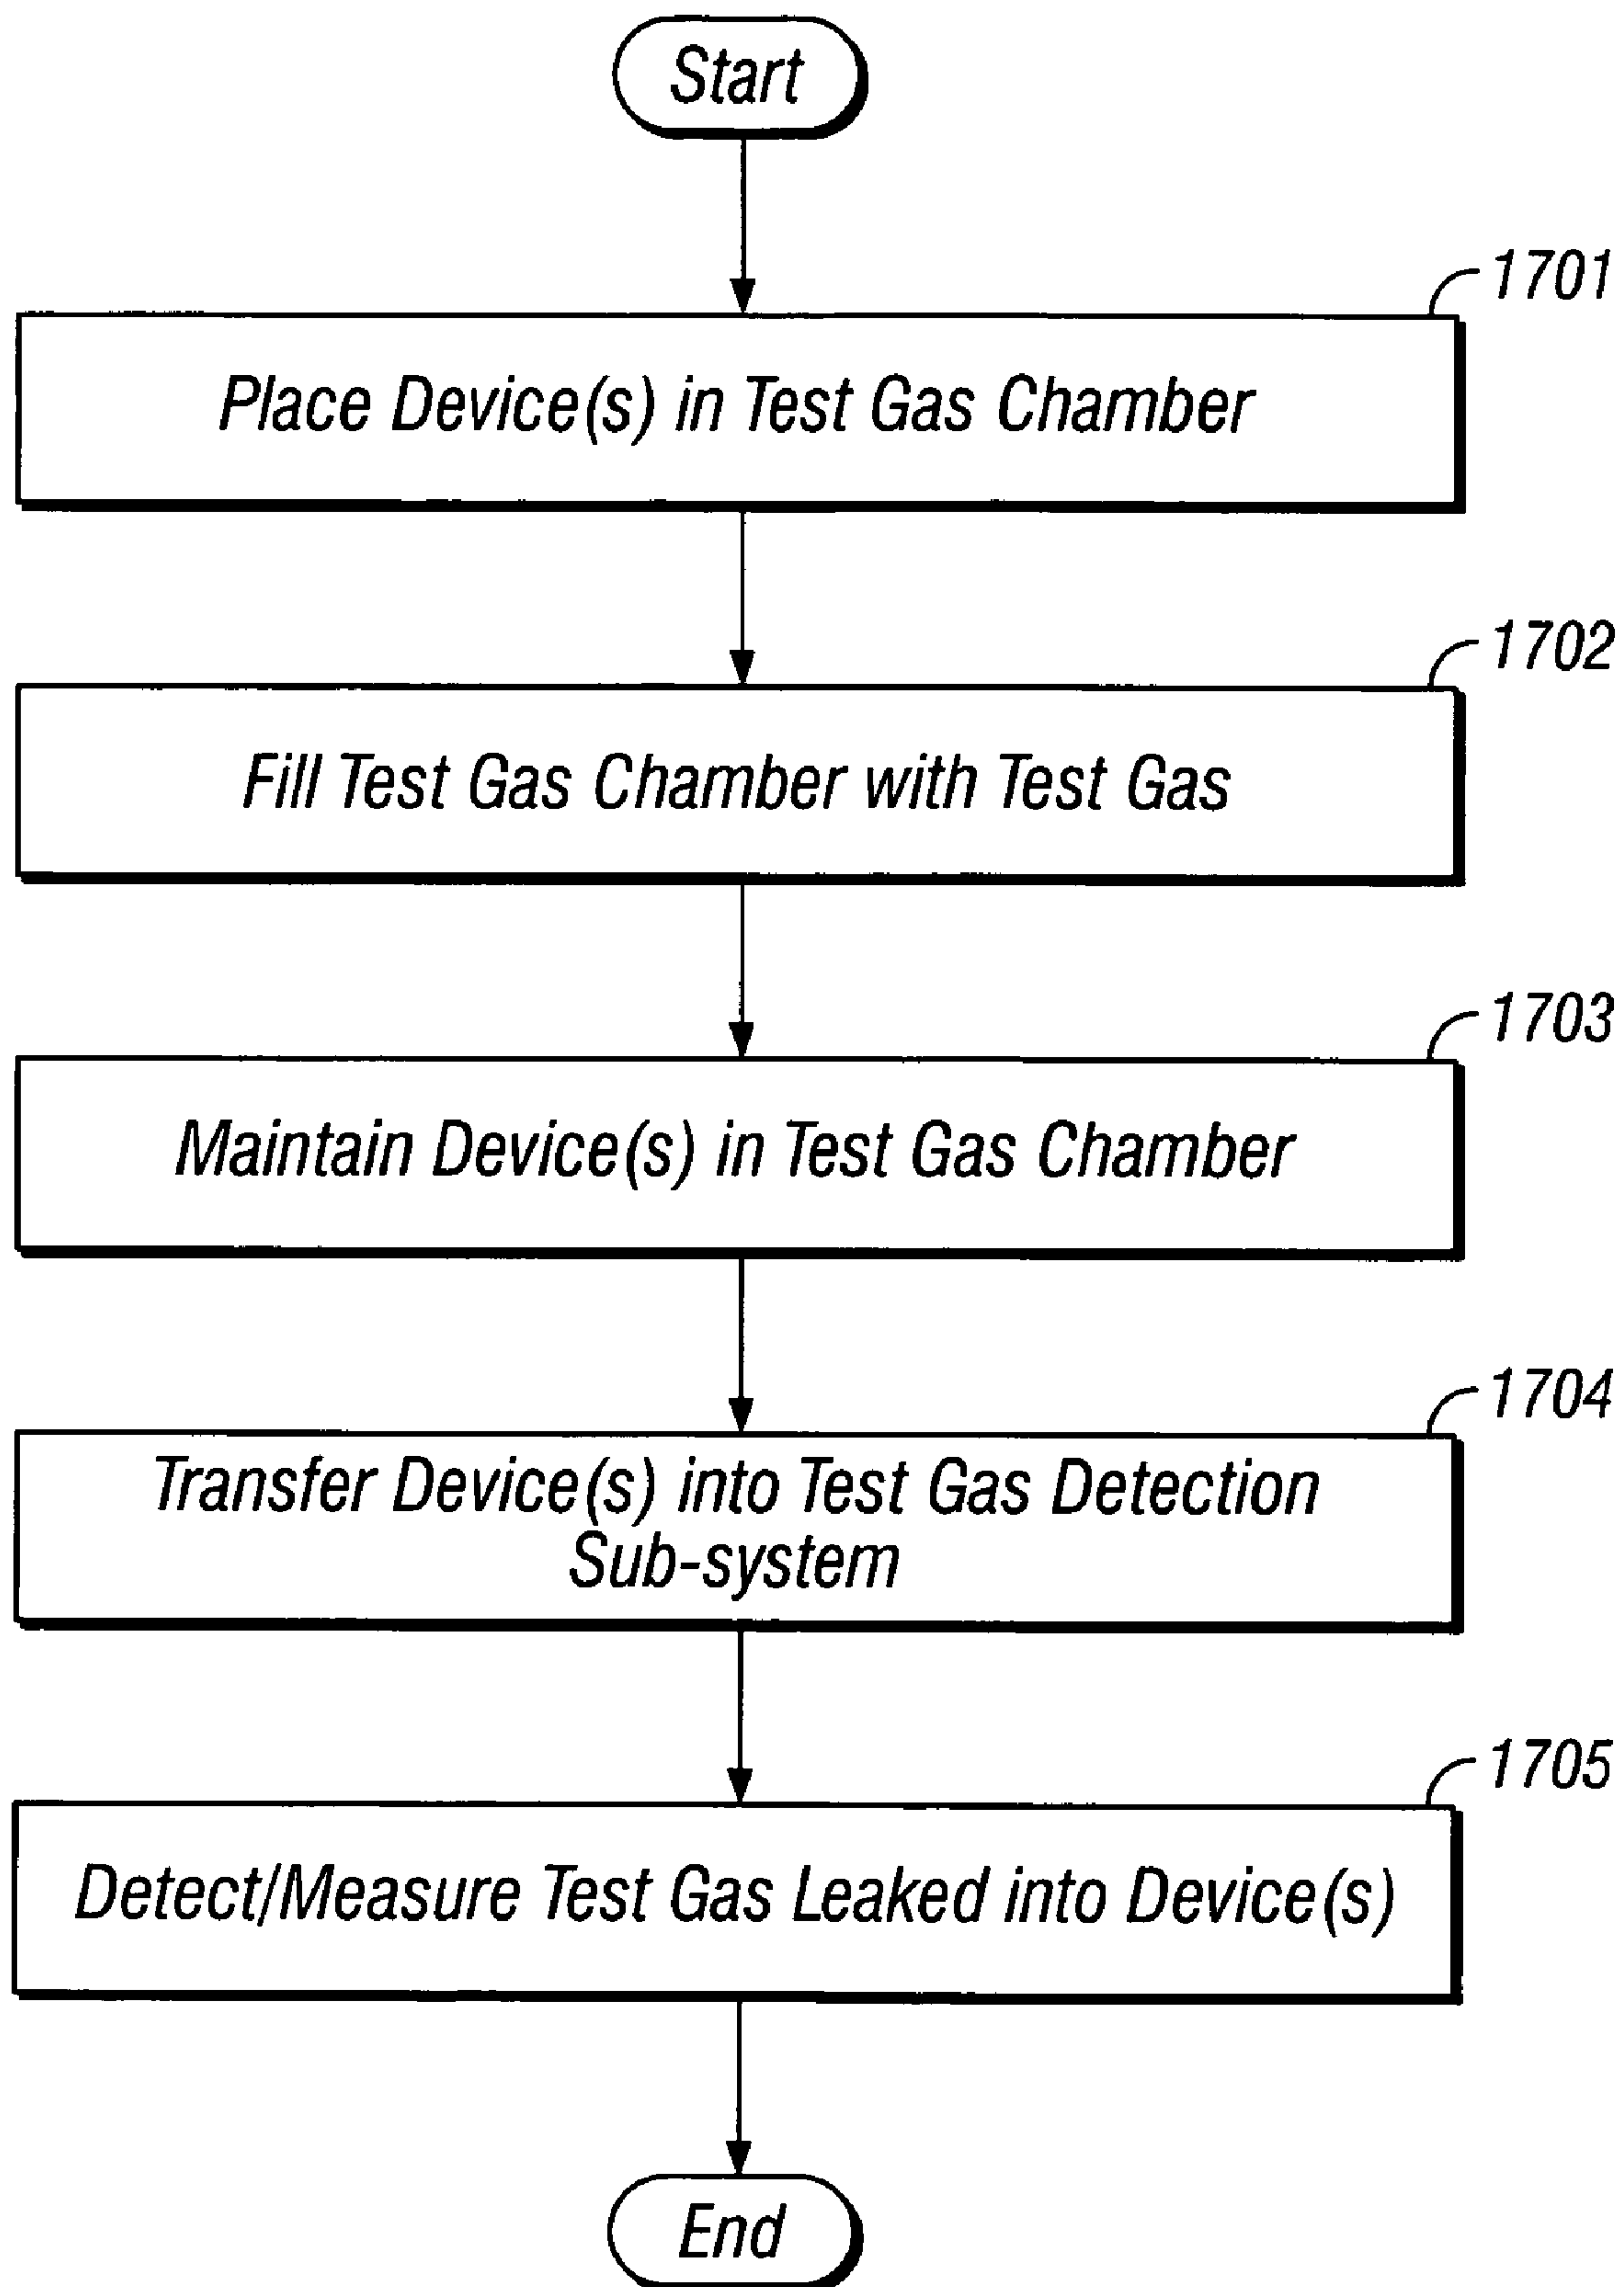 Start
1701
Place Device(s) in Test Gas Chamber
1702
Fill Test Gas Chamber with Test Gas
1703
Maintain Device(s) in Test Gas Chamber
1704
Transfer Device(s) into Test Gas Detection
Sub-system
1705
Detect/Measure Test Gas Leaked into Device(s)
End